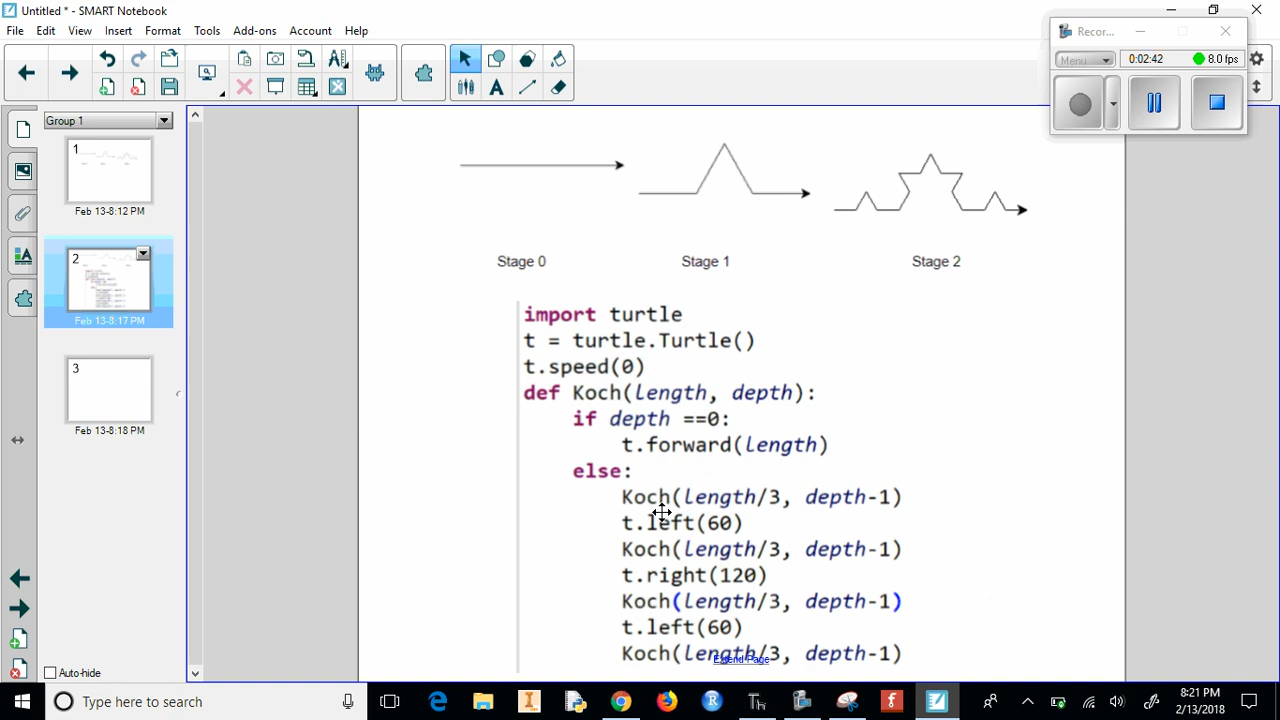 Untitled * - SMART Notebook
File Edit View Insert Format Tools Add-ons Account Help
Recor...
Menu 0:02:42 8.0 fps
Group 1
1
Feb 13-8:12 PM
2
Feb 13-8:17 PM
3
Feb 13-8:18 PM
Auto-hide
Stage 0 Stage 1 Stage 2
import turtle
t = turtle.Turtle()
t.speed(0)
def Koch(length, depth):
if depth ==0:
t.forward(length)
else:
Koch(length/3, depth-1)
t.left(60)
Koch(length/3, depth-1)
t.right(120)
Koch(length/3, depth-1)
t.left(60)
Koch(length/3, depth-1)
Extend Page
Type here to search
8:21 PM
2/13/2018